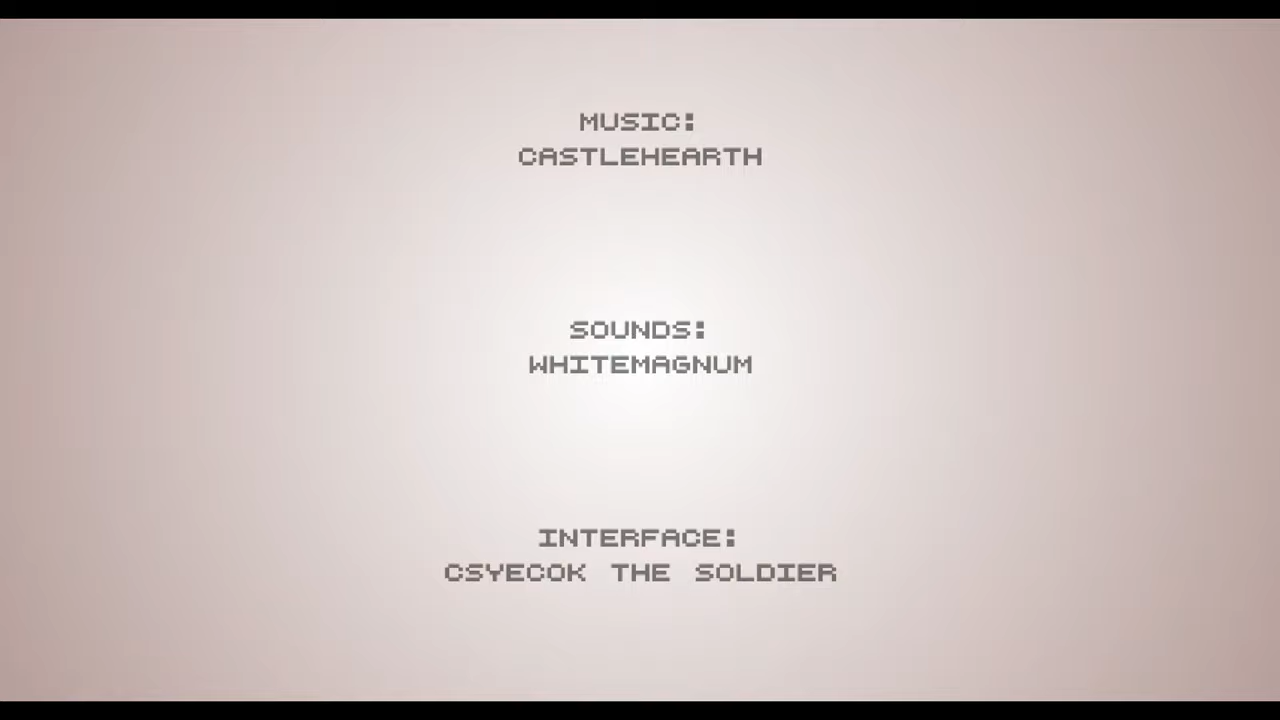 MUSIC:
CASTLEHEARTH
SOUNDS:
WHITEMAGNUM
INTERFACE:
CSYECOK THE SOLDIER